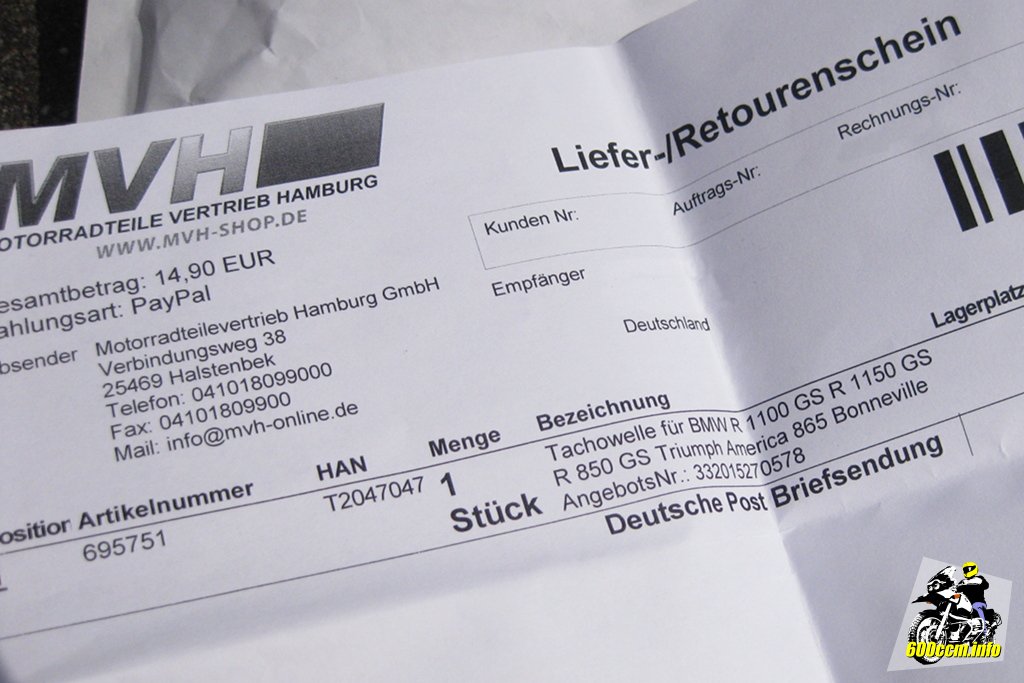 MVH
OTORRADTEILE VERTRIEB HAMBURG
WWW.MVH-SHOP.DE
Liefer-/Retourenschein
Kunden Nr:
Auftrags-Nr:
Rechnungs-Nr:
esamtbetrag: 14,90 EUR
ahlungsart: PayPal
bsender
Motorradteilevertrieb Hamburg GmbH
Verbindungsweg 38
25469 Halstenbek
Telefon: 041018099000
Fax: 04101809900
Mail: info@mvh-online.de
Empfänger
Deutschland
Lagerplatz
osition Artikelnummer HAN Menge Bezeichnung
695751 T2047047 1 Stück
Tachowelle für BMW R 1100 GS R 1150 GS
R 850 GS Triumph America 865 Bonneville
AngebotsNr.: 332015270578
Deutsche Post Briefsendung
600ccm.info